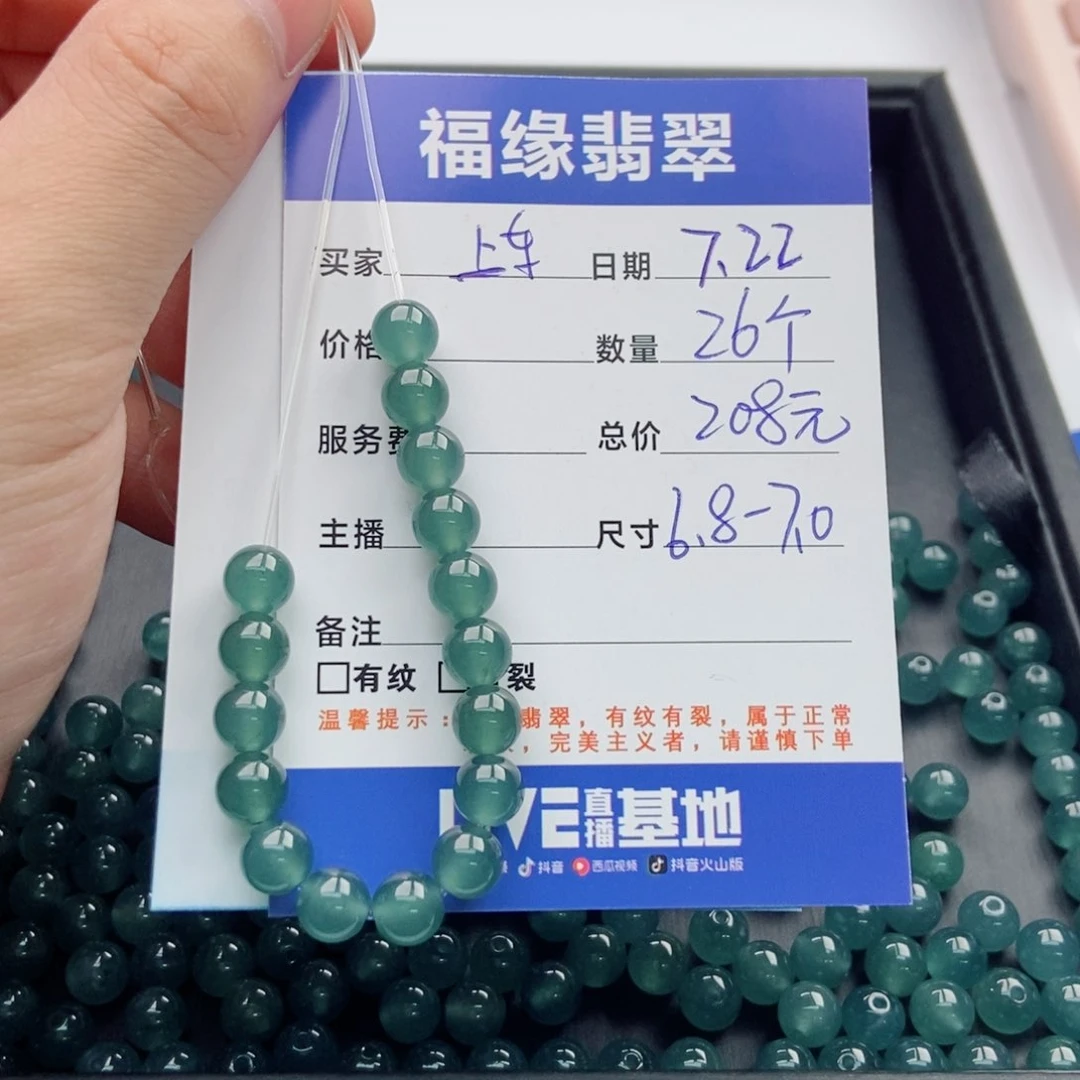 福缘翡翠
买家 上车 日期 7.22
价格 数量 26个
服务费 总价 208元
主播 尺寸 6.8-7.0
备注
有纹 裂
温馨提示： 翡翠，有纹有裂，属于正常
，完美主义者，请谨慎下单
VE直播基地
抖音 西瓜视频 抖音火山版